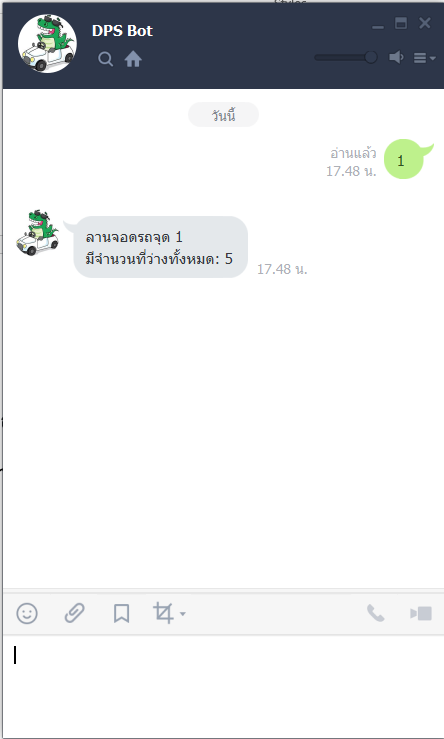 DPS Bot
วันนี้
อ่านแล้ว
17.48 น.
1
ลานจอดรถจุด 1
มีจำนวนที่ว่างทั้งหมด: 5
17.48 น.